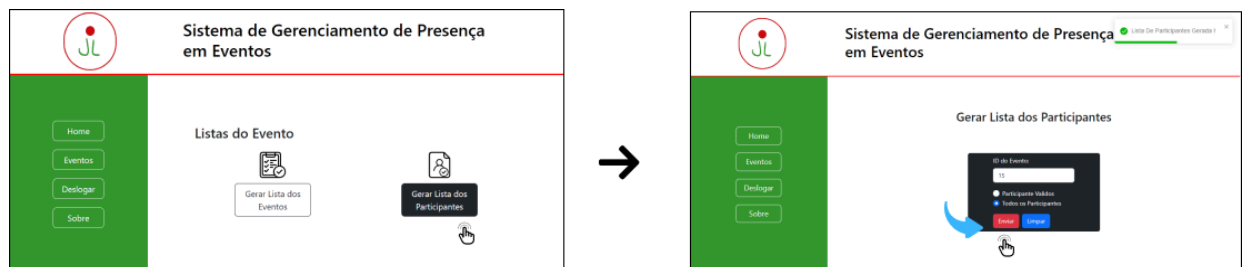 JL
Sistema de Gerenciamento de Presença
em Eventos
Home
Eventos
Deslogar
Sobre
Listas do Evento
Gerar Lista dos
Eventos
Gerar Lista dos
Participantes
JL
Sistema de Gerenciamento de Presença
em Eventos
Lista De Participantes Gerada !
Home
Eventos
Deslogar
Sobre
Gerar Lista dos Participantes
ID do Evento:
15
Participante Validos
Todos os Participantes
Enviar
Limpar